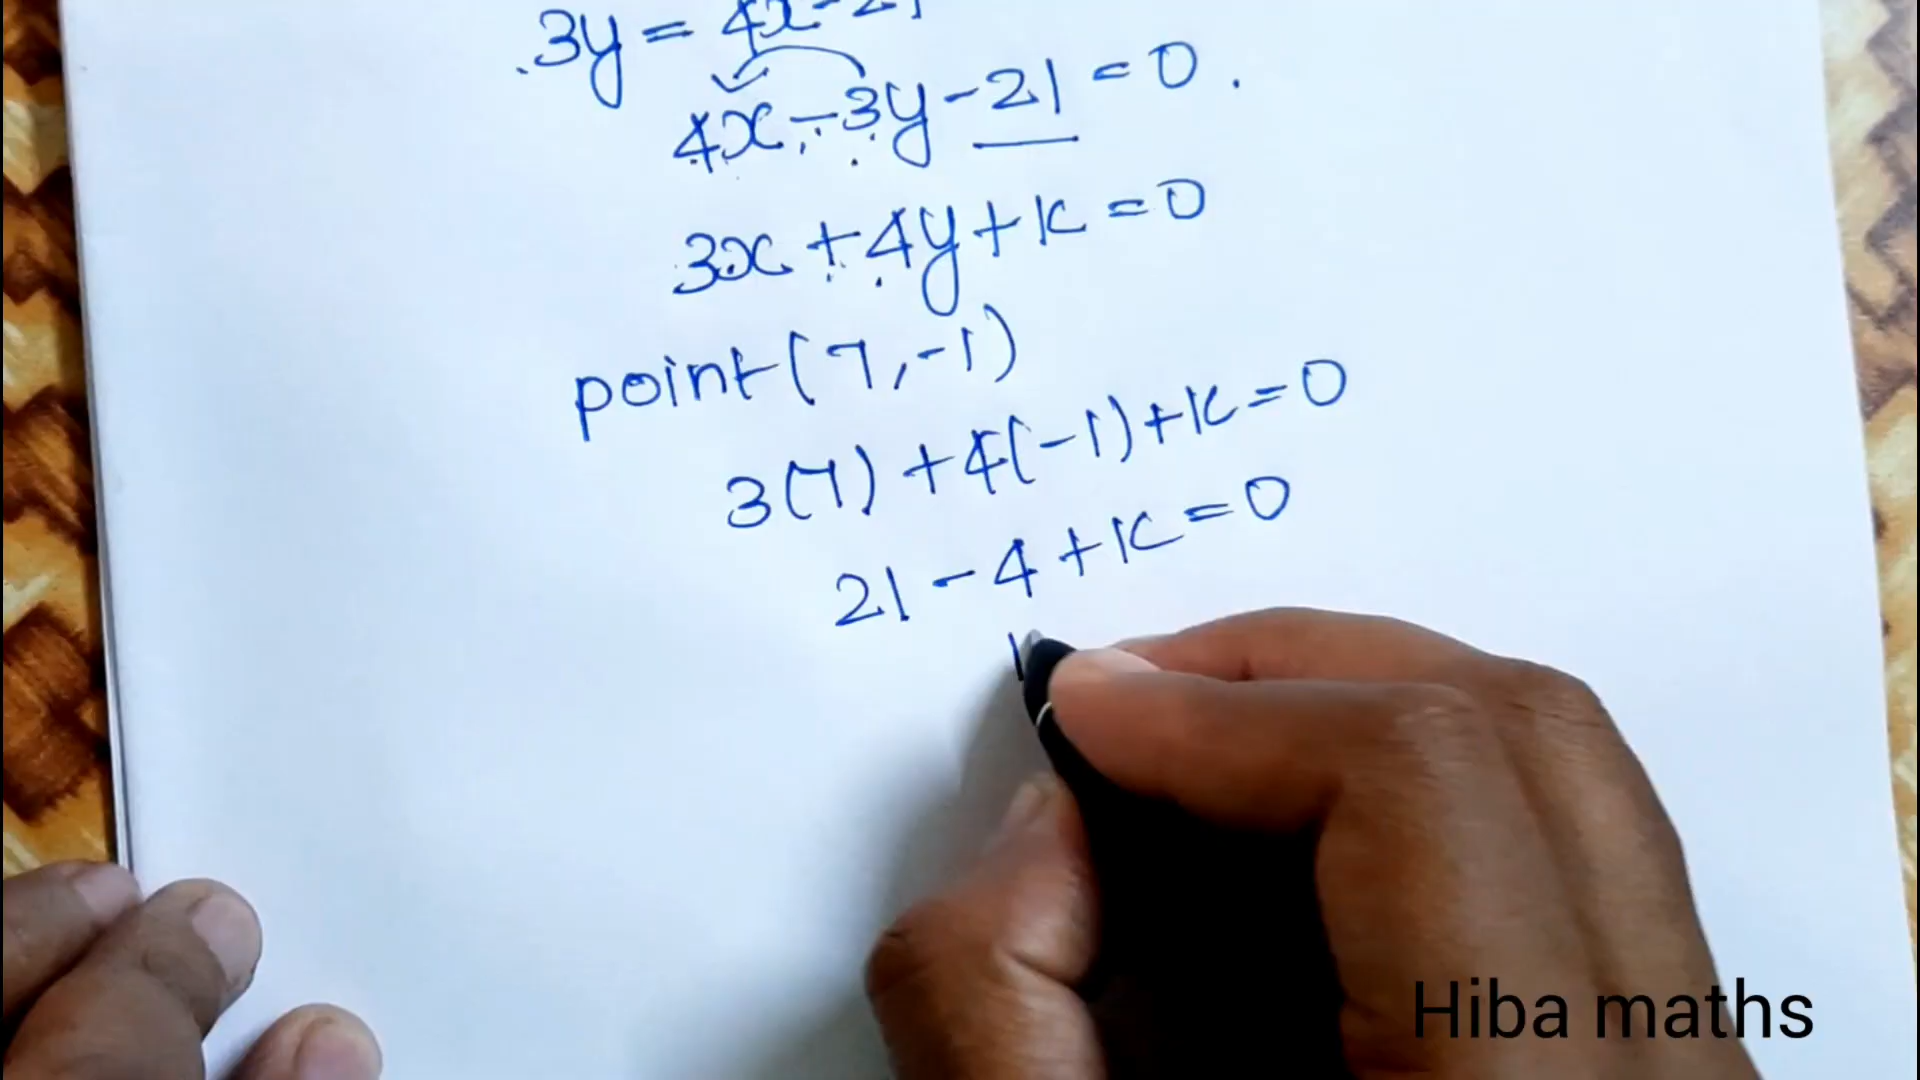 3y = 4x - 21
4x - 3y - 21 = 0.
3x + 4y + k = 0
point (7, -1)
3(7) + 4(-1) + k = 0
21 - 4 + k = 0
Hiba maths